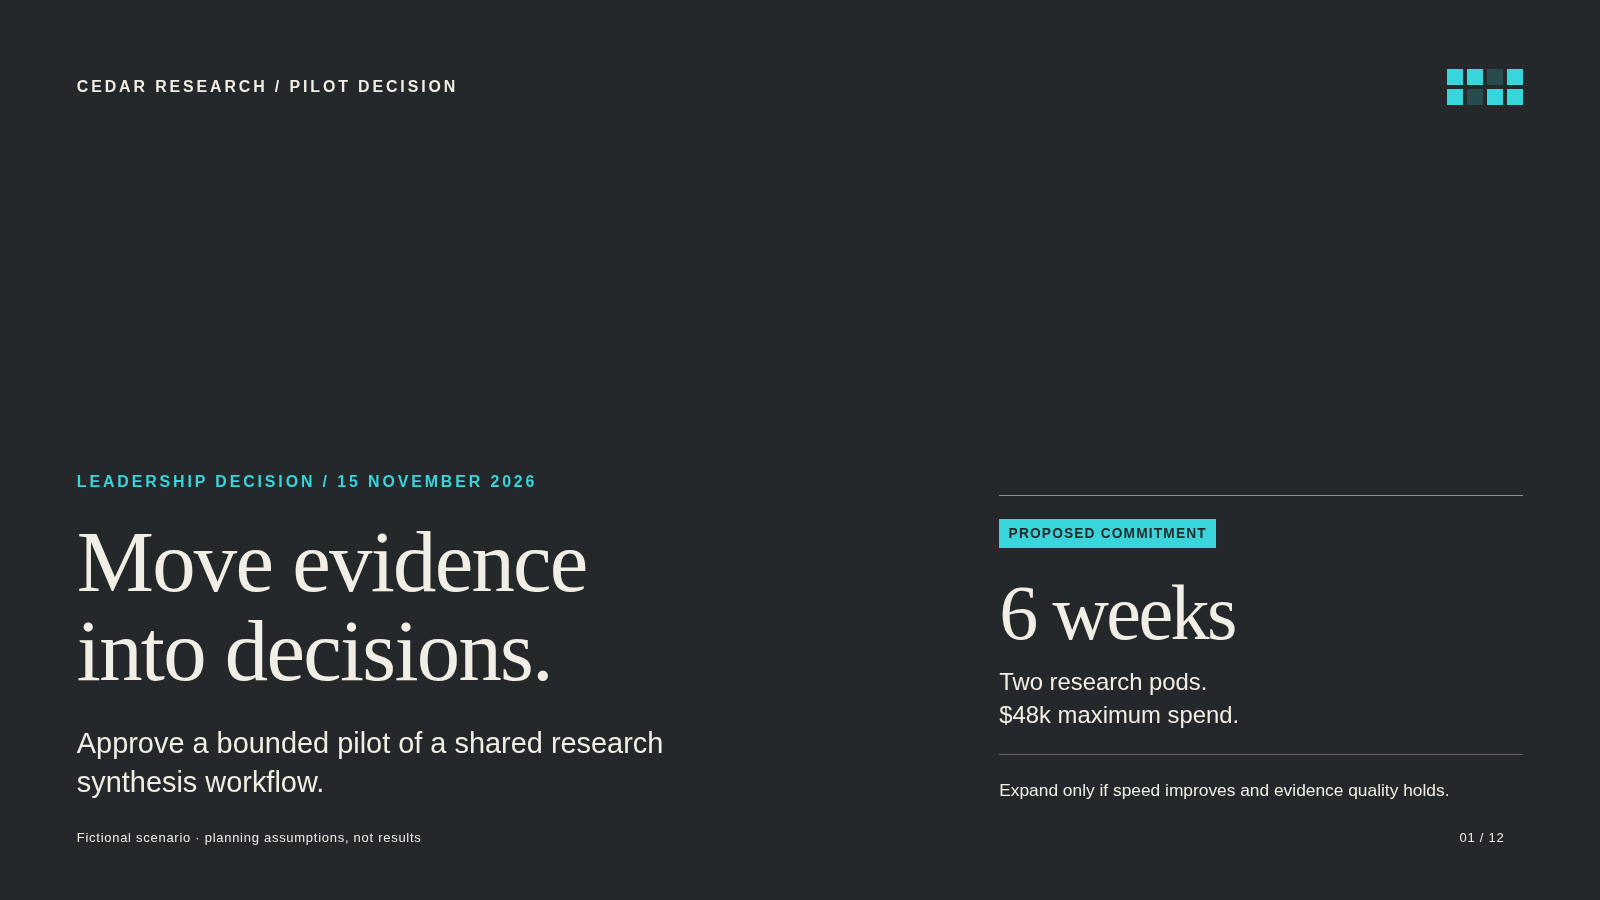 CEDAR RESEARCH / PILOT DECISION
LEADERSHIP DECISION / 15 NOVEMBER 2026
Move evidence
into decisions.
Approve a bounded pilot of a shared research
synthesis workflow.
PROPOSED COMMITMENT
6 weeks
Two research pods.
$48k maximum spend.
Expand only if speed improves and evidence quality holds.
Fictional scenario · planning assumptions, not results
01 / 12